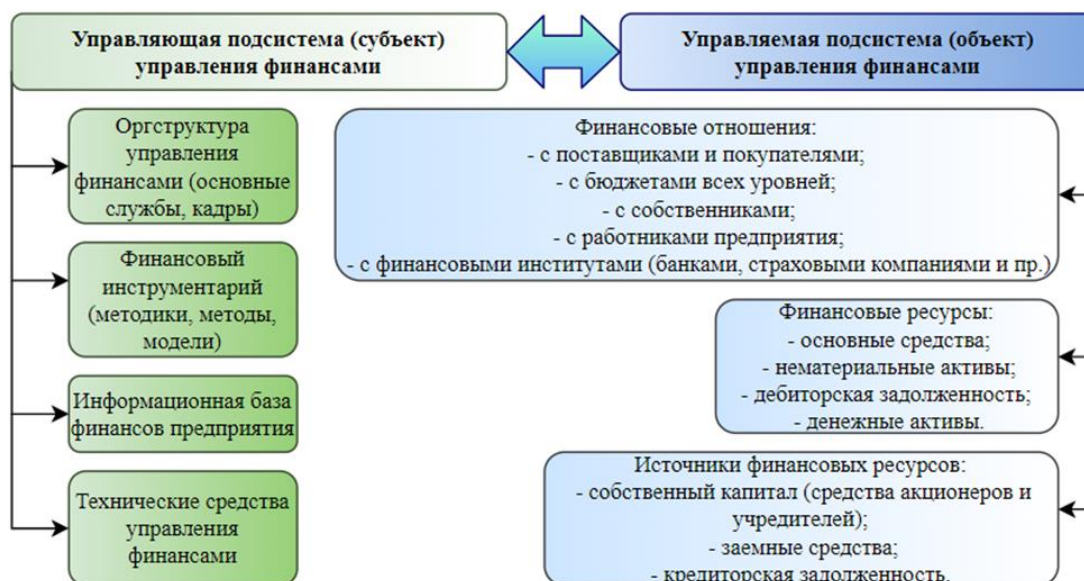 Управляющая подсистема (субъект)
управления финансами
Управляемая подсистема (объект)
управления финансами
Оргструктура
управления
финансами (основные
службы, кадры)
Финансовый
инструментарий
(методики, методы,
модели)
Информационная база
финансов предприятия
Технические средства
управления
финансами
Финансовые отношения:
- с поставщиками и покупателями;
- с бюджетами всех уровней;
- с собственниками;
- с работниками предприятия;
- с финансовыми институтами (банками, страховыми компаниями и пр.)
Финансовые ресурсы:
- основные средства;
- нематериальные активы;
- дебиторская задолженность;
- денежные активы.
Источники финансовых ресурсов:
- собственный капитал (средства акционеров и
учредителей);
- заемные средства;
- кредиторская задолженность.